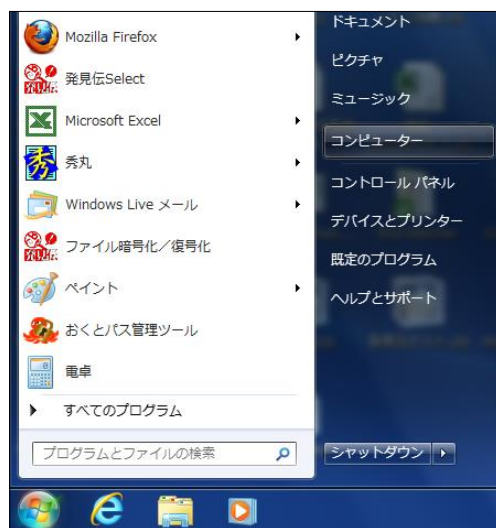 Mozilla Firefox
発見伝Select
Microsoft Excel
秀丸
Windows Live メール
ファイル暗号化／復号化
ペイント
おくとパス管理ツール
電卓
すべてのプログラム
プログラムとファイルの検索
ドキュメント
ピクチャ
ミュージック
コンピューター
コントロール パネル
デバイスとプリンター
既定のプログラム
ヘルプとサポート
シャットダウン